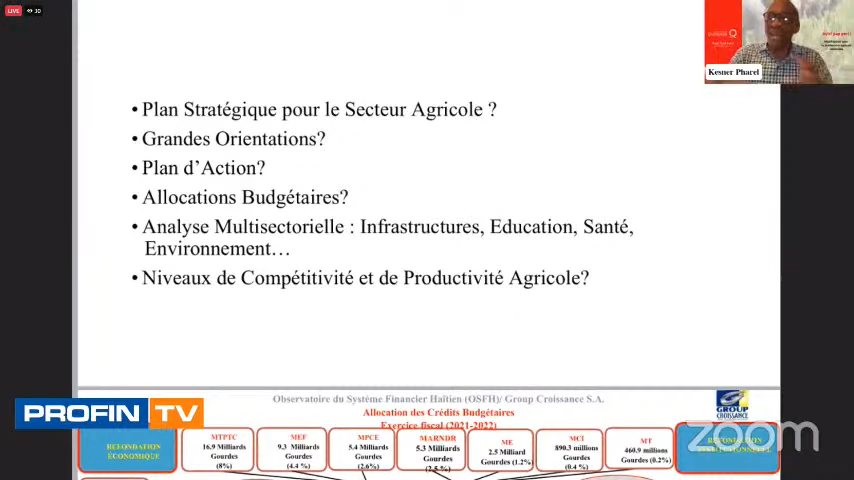 LIVE 30
Kesner Pharel
• Plan Stratégique pour le Secteur Agricole ?
• Grandes Orientations?
• Plan d'Action?
• Allocations Budgétaires?
• Analyse Multisectorielle : Infrastructures, Education, Santé,
Environnement…
• Niveaux de Compétitivité et de Productivité Agricole?
Observatoire du Système Financier Haïtien (OSFH)/ Group Croissance S.A.
Allocation des Crédits Budgétaires
Exercice fiscal (2021-2022)
GROUP
CROISSANCE
PROFIN TV
zoom
REFONDATION
ÉCONOMIQUE
MTPTC
16.9 Milliards
Gourdes
(8%)
MEF
9.3 Milliards
Gourdes
(4.4 %)
MPCE
5.4 Milliards
Gourdes
(2.6%)
MARNDR
5.3 Milliards
Gourdes
(2.5 %)
ME
2.5 Milliard
Gourdes (1.2%)
MCI
890.3 millions
Gourdes
(0.4 %)
MT
460.9 millions
Gourdes (0.2%)